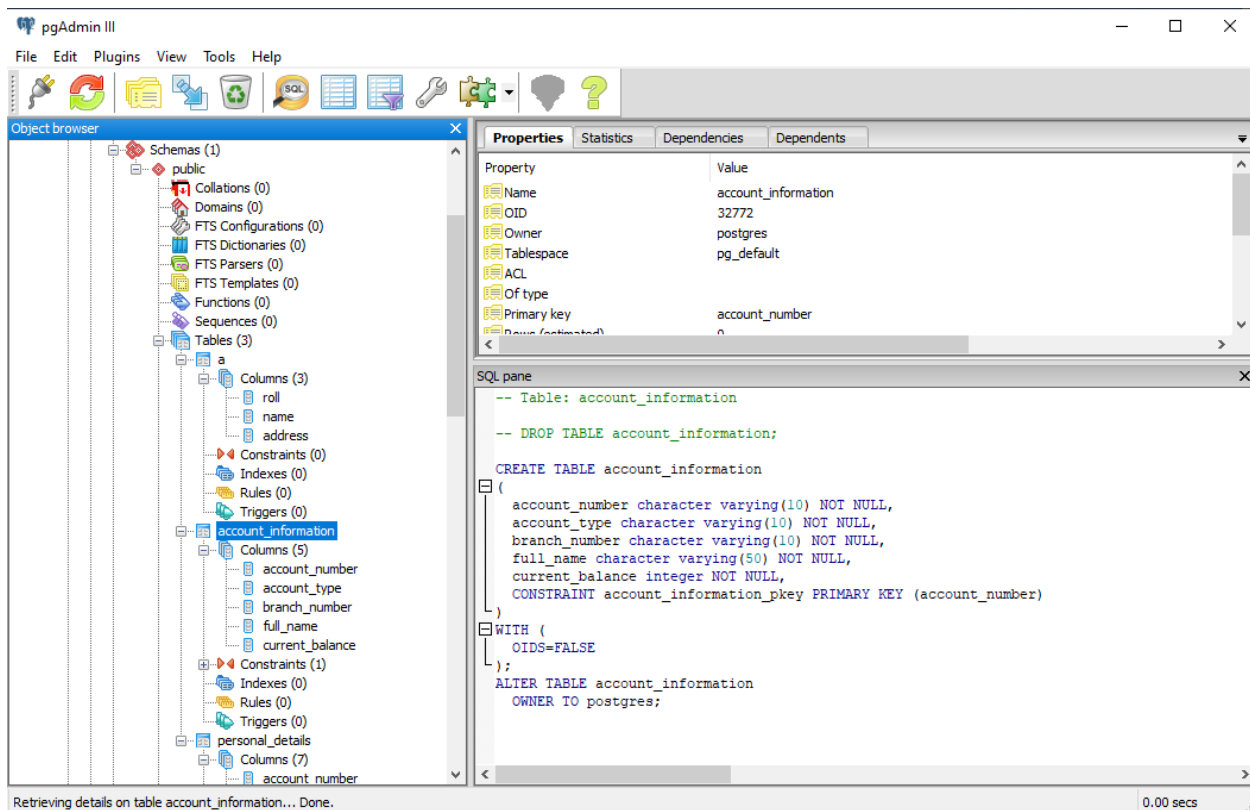 pgAdmin III
File Edit Plugins View Tools Help
SQL
Object browser
Schemas (1)
public
Collations (0)
Domains (0)
FTS Configurations (0)
FTS Dictionaries (0)
FTS Parsers (0)
FTS Templates (0)
Functions (0)
Sequences (0)
Tables (3)
a
Columns (3)
roll
name
address
Constraints (0)
Indexes (0)
Rules (0)
Triggers (0)
account_information
Columns (5)
account_number
account_type
branch_number
full_name
current_balance
Constraints (1)
Indexes (0)
Rules (0)
Triggers (0)
personal_details
Columns (7)
account_number
Properties Statistics Dependencies Dependents
Property Value
Name account_information
OID 32772
Owner postgres
Tablespace pg_default
ACL
Of type
Primary key account_number
Rows (estimated) 0
SQL pane
-- Table: account_information
-- DROP TABLE account_information;
CREATE TABLE account_information
(
account_number character varying(10) NOT NULL,
account_type character varying(10) NOT NULL,
branch_number character varying(10) NOT NULL,
full_name character varying(50) NOT NULL,
current_balance integer NOT NULL,
CONSTRAINT account_information_pkey PRIMARY KEY (account_number)
)
WITH (
OIDS=FALSE
);
ALTER TABLE account_information
OWNER TO postgres;
Retrieving details on table account_information... Done. 0.00 secs